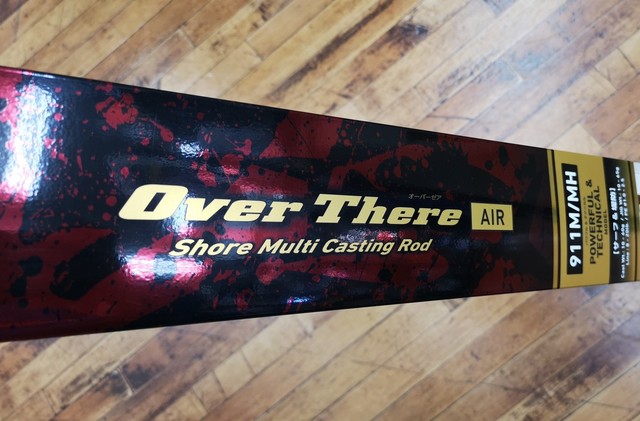 オーバーゼア
Over There AIR
Shore Multi Casting Rod
911M/MH
POWERFUL &
TECHNICAL